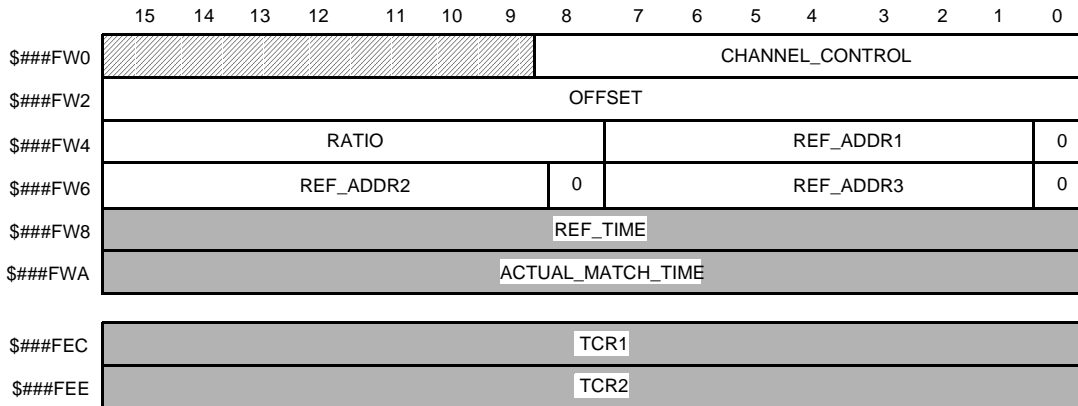 15 14 13 12 11 10 9 8 7 6 5 4 3 2 1 0
$###FW0 CHANNEL_CONTROL
$###FW2 OFFSET
$###FW4 RATIO REF_ADDR1 0
$###FW6 REF_ADDR2 0 REF_ADDR3 0
$###FW8 REF_TIME
$###FWA ACTUAL_MATCH_TIME
$###FEC TCR1
$###FEE TCR2